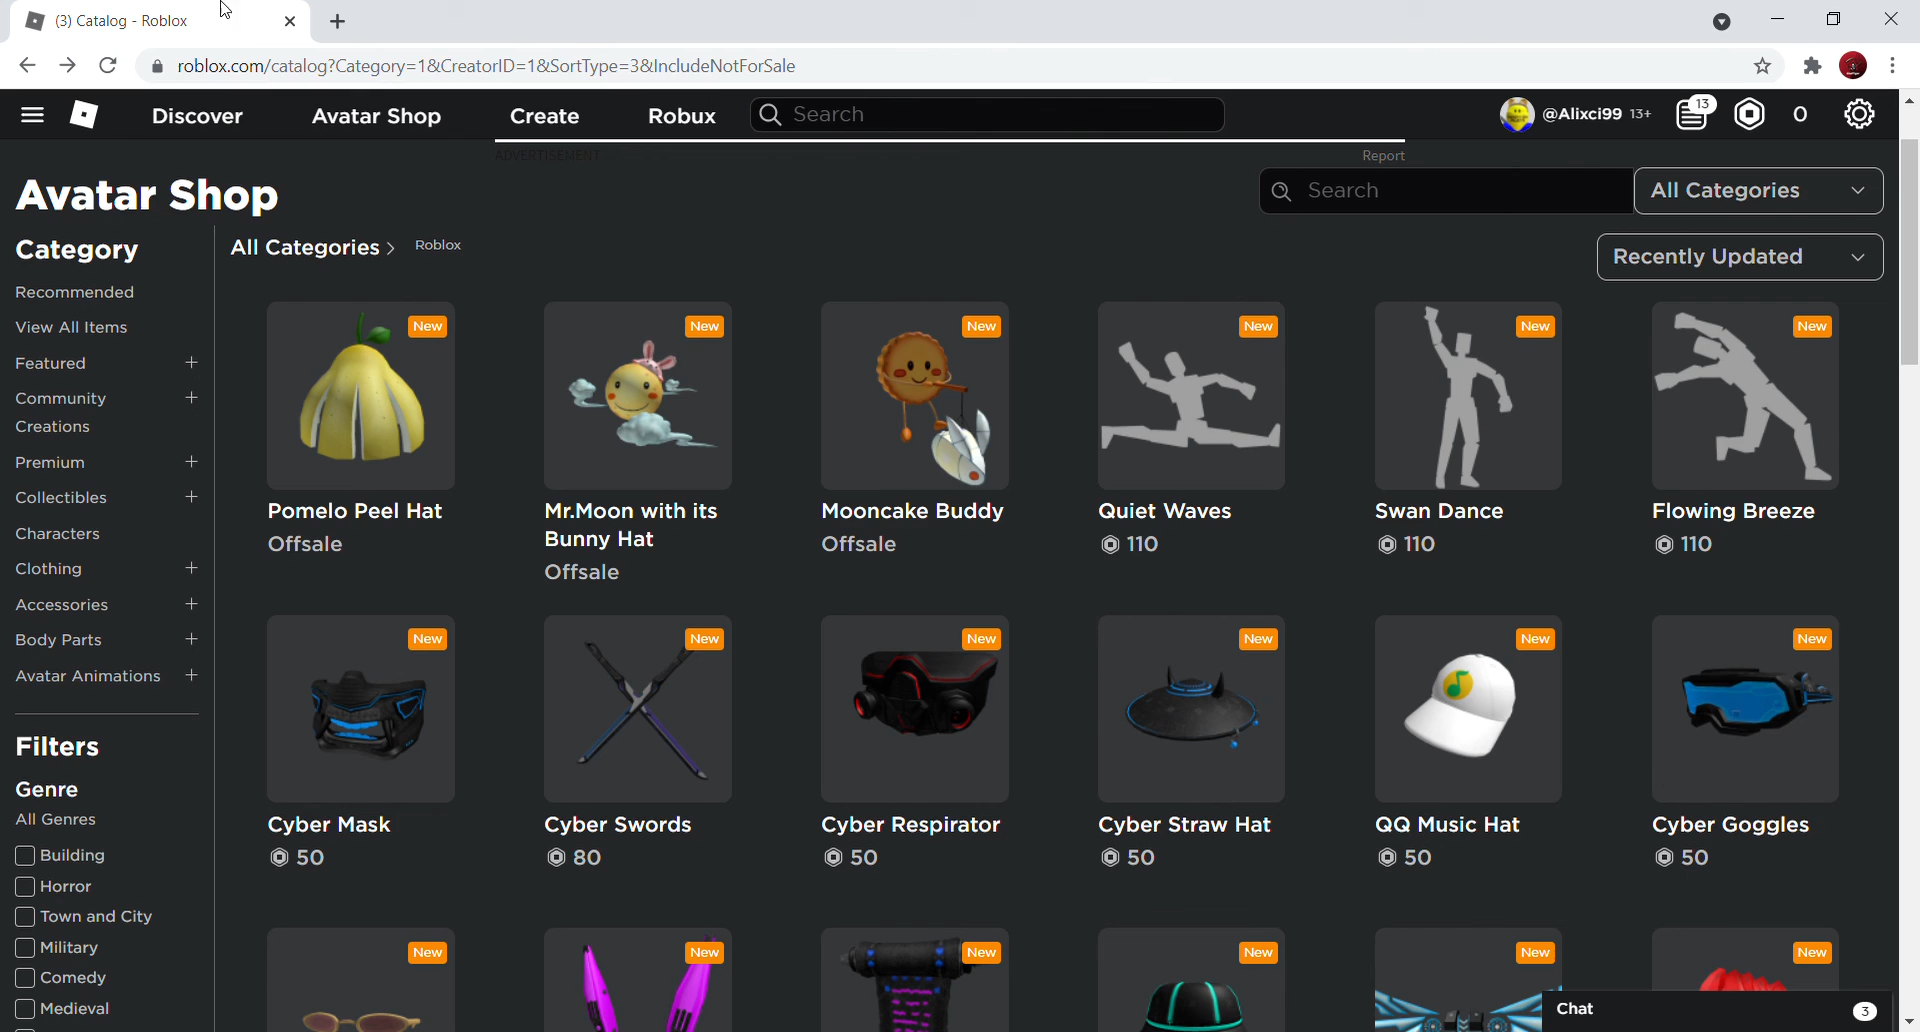 (3) Catalog - Roblox
roblox.com/catalog?Category=1&CreatorID=1&SortType=3&IncludeNotForSale
Discover
Avatar Shop
Create
Robux
Search
@Alixci99 13+
13
0
ADVERTISEMENT
Report
Avatar Shop
Search
All Categories
Category
All Categories > Roblox
Recently Updated
Recommended
View All Items
Featured +
Community +
Creations
Premium +
Collectibles +
Characters
Clothing +
Accessories +
Body Parts +
Avatar Animations +
Filters
Genre
All Genres
Building
Horror
Town and City
Military
Comedy
Medieval
New
New
New
New
New
New
Pomelo Peel Hat
Offsale
Mr.Moon with its
Bunny Hat
Offsale
Mooncake Buddy
Offsale
Quiet Waves
110
Swan Dance
110
Flowing Breeze
110
New
New
New
New
New
New
Cyber Mask
50
Cyber Swords
80
Cyber Respirator
50
Cyber Straw Hat
50
QQ Music Hat
50
Cyber Goggles
50
New
New
New
New
New
New
Chat
3